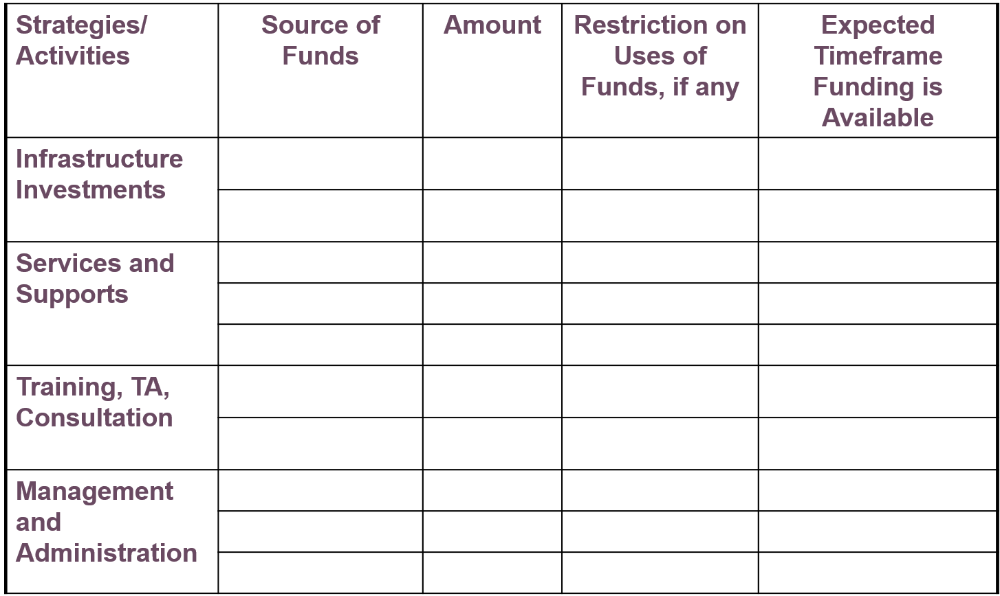 Strategies/
Activities
Source of
Funds
Amount
Restriction on
Uses of
Funds, if any
Expected
Timeframe
Funding is
Available
Infrastructure
Investments
Services and
Supports
Training, TA,
Consultation
Management
and
Administration